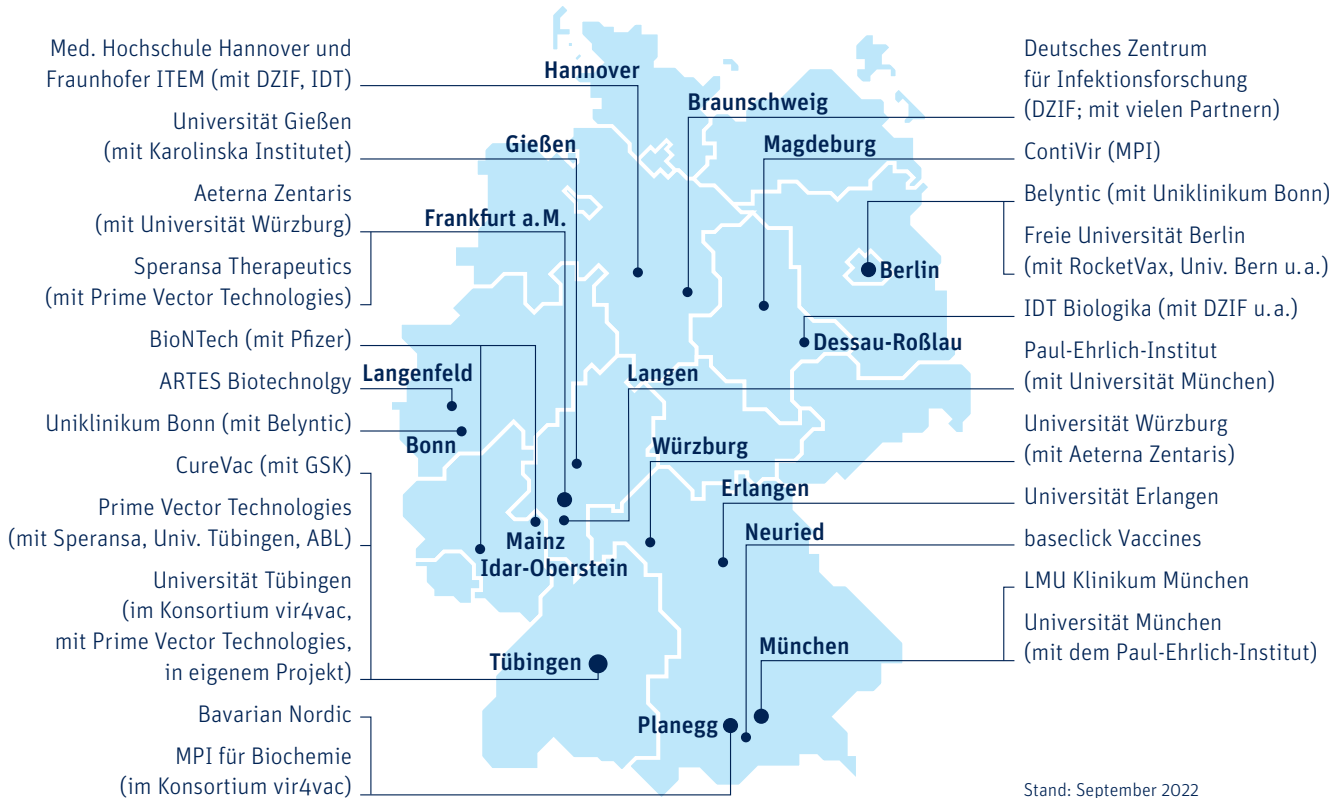 Med. Hochschule Hannover und
Fraunhofer ITEM (mit DZIF, IDT)
Universität Gießen
(mit Karolinska Institutet)
Aeterna Zentaris
(mit Universität Würzburg)
Speransa Therapeutics
(mit Prime Vector Technologies)
BioNTech (mit Pfizer)
ARTES Biotechnolgy
Uniklinikum Bonn (mit Belyntic)
CureVac (mit GSK)
Prime Vector Technologies
(mit Speransa, Univ. Tübingen, ABL)
Universität Tübingen
(im Konsortium vir4vac,
mit Prime Vector Technologies,
in eigenem Projekt)
Bavarian Nordic
MPI für Biochemie
(im Konsortium vir4vac)
Hannover
Braunschweig
Gießen
Magdeburg
Frankfurt a.M.
Berlin
Dessau-Roßlau
Langenfeld
Langen
Bonn
Würzburg
Erlangen
Neuried
Mainz
Idar-Oberstein
München
Tübingen
Planegg
Deutsches Zentrum
für Infektionsforschung
(DZIF; mit vielen Partnern)
ContiVir (MPI)
Belyntic (mit Uniklinikum Bonn)
Freie Universität Berlin
(mit RocketVax, Univ. Bern u.a.)
IDT Biologika (mit DZIF u.a.)
Paul-Ehrlich-Institut
(mit Universität München)
Universität Würzburg
(mit Aeterna Zentaris)
Universität Erlangen
baseclick Vaccines
LMU Klinikum München
Universität München
(mit dem Paul-Ehrlich-Institut)
Stand: September 2022